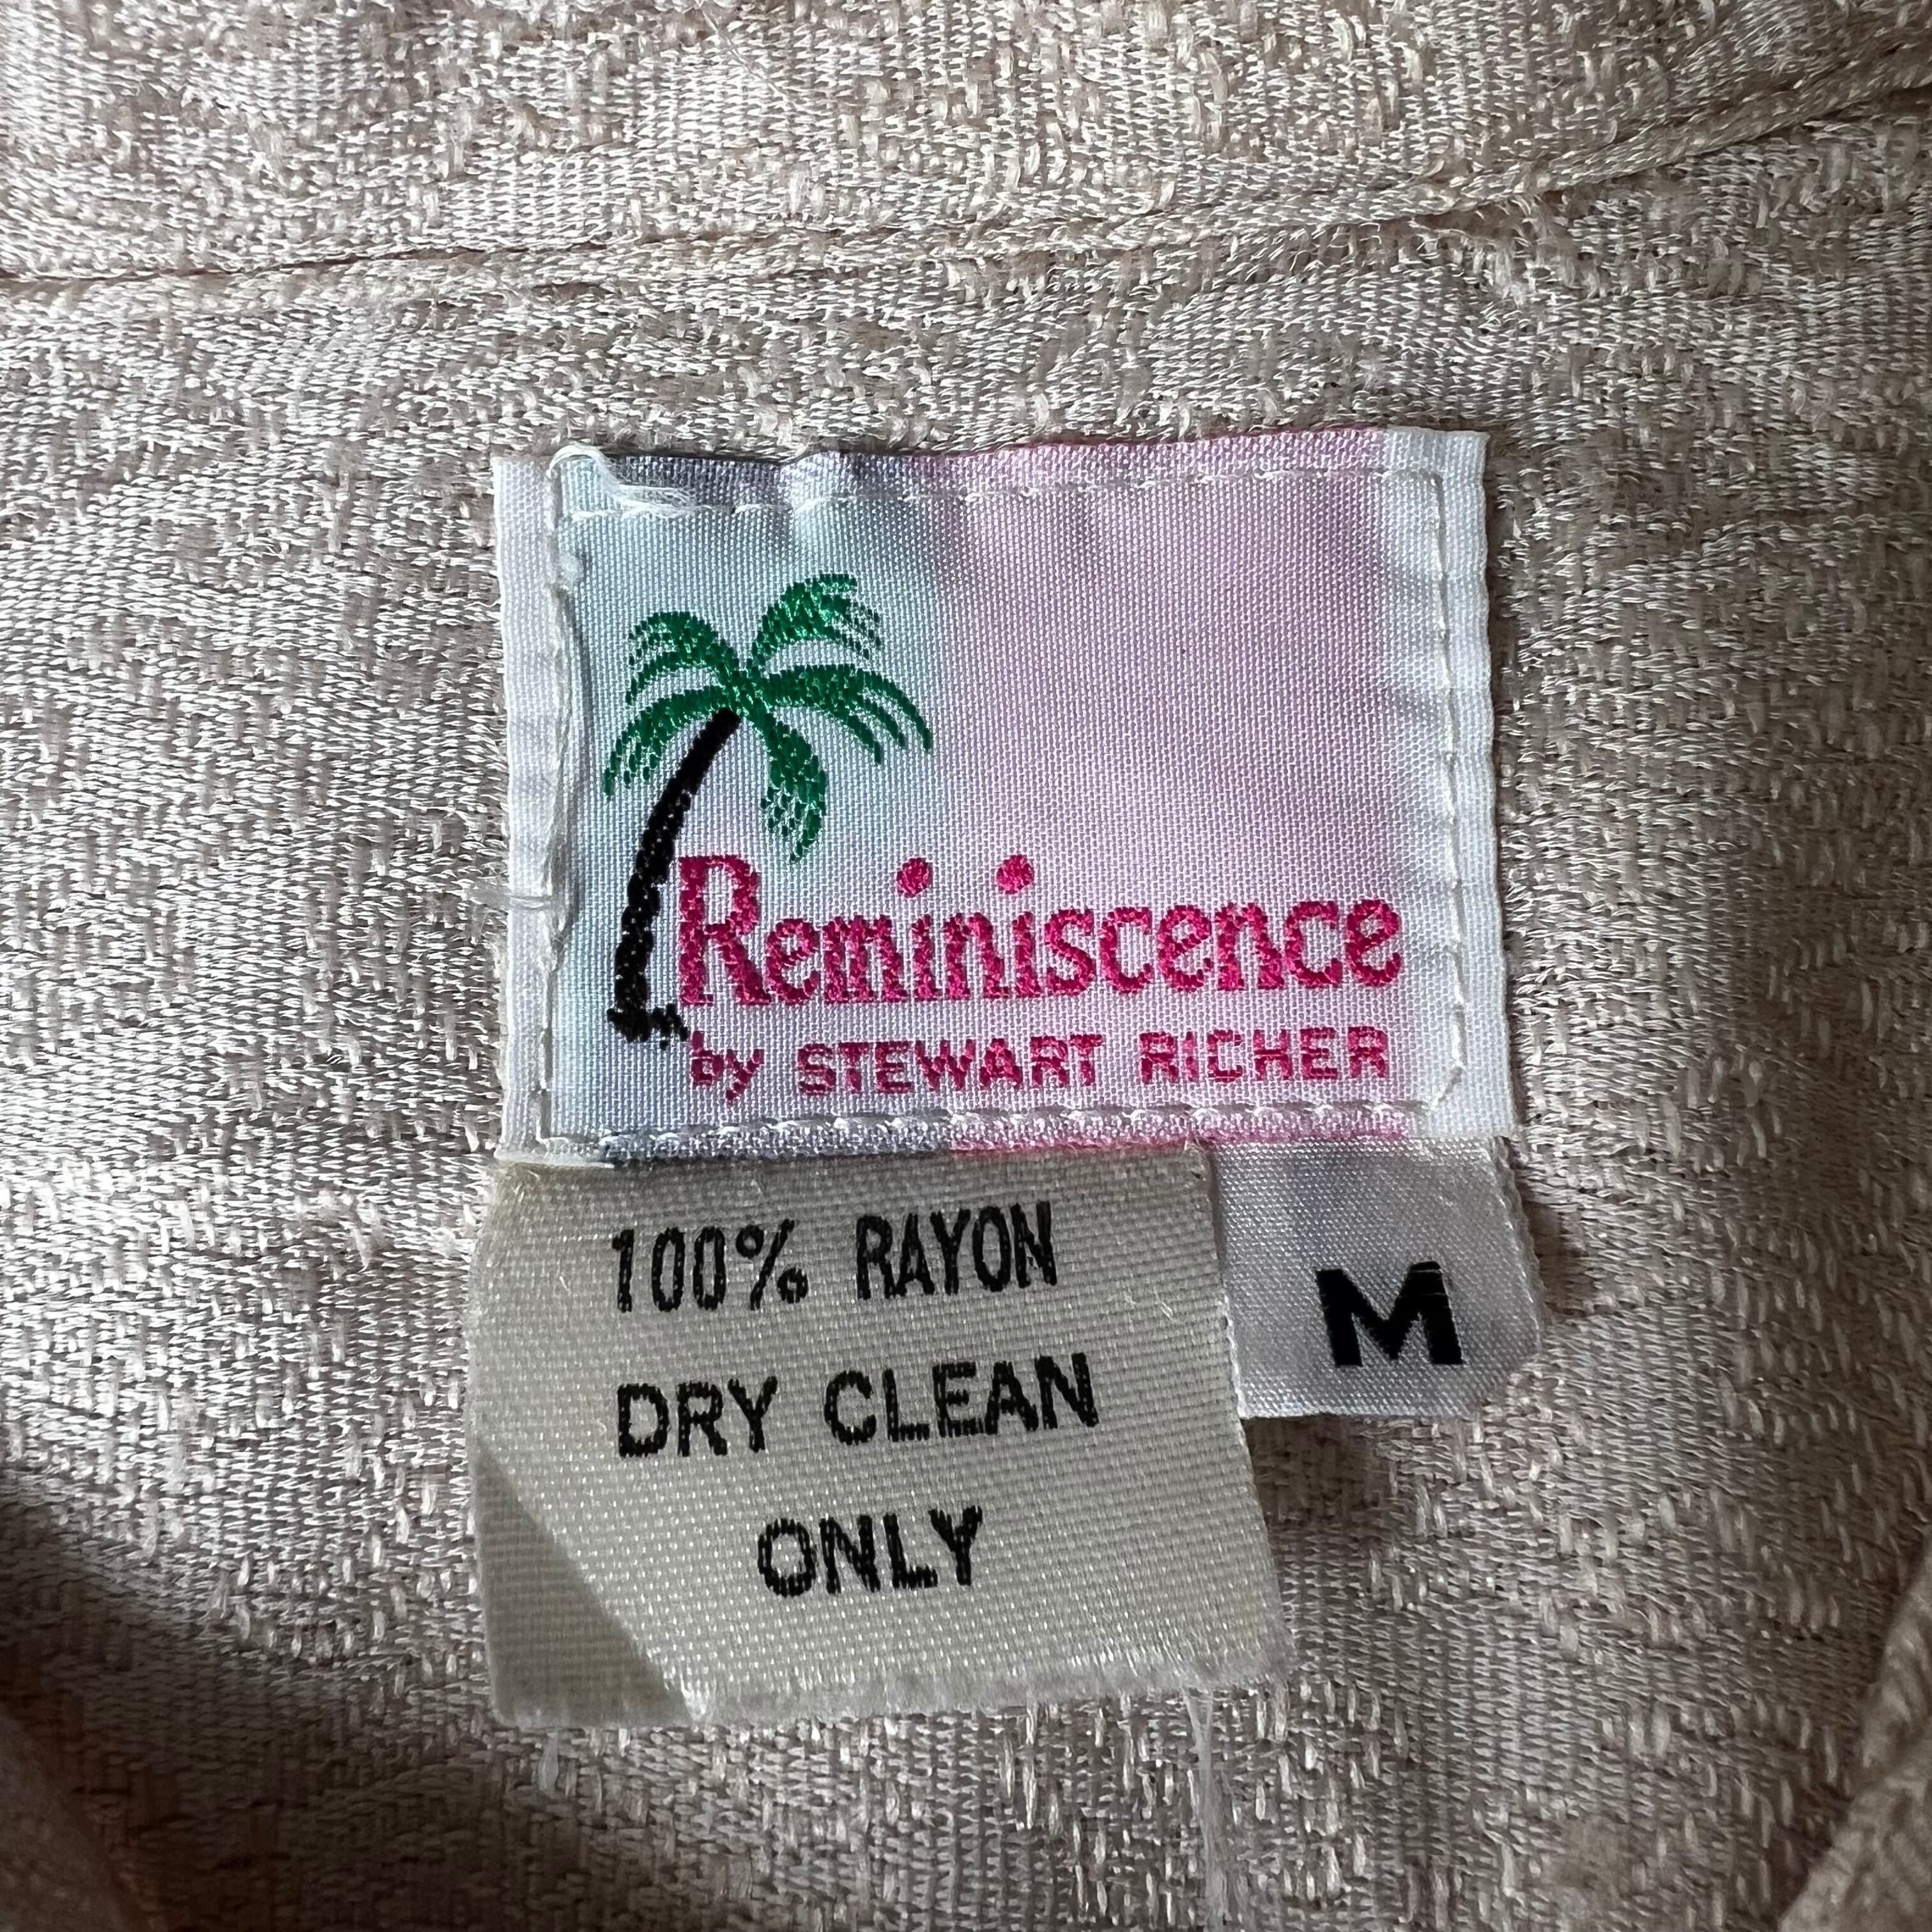 Reminiscence
by STEWART RICHER
100% RAYON
DRY CLEAN
ONLY
M